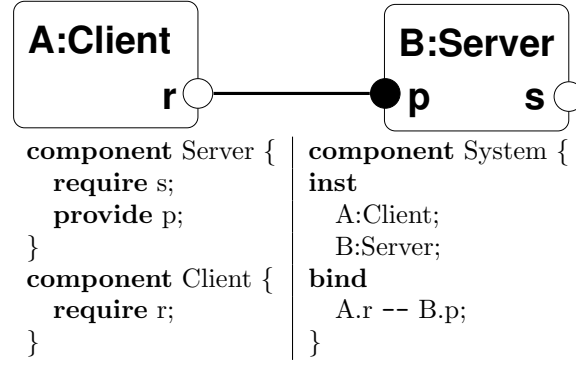 A:Client
r
B:Server
p
s
component Server {
require s;
provide p;
}
component Client {
require r;
}
component System {
inst
A:Client;
B:Server;
bind
A.r -- B.p;
}